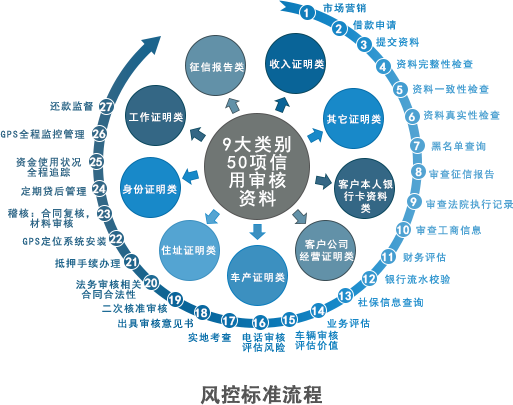 1 市场营销
2 借款申请
3 提交资料
4 资料完整性检查
5 资料一致性检查
6 资料真实性检查
7 黑名单查询
8 审查征信报告
9 审查法院执行记录
10 审查工商信息
11 财务评估
12 银行流水校验
13 社保信息查询
14 业务评估
15 车辆审核
评估价值
16 电话审核
评估风险
17 实地考查
18 出具审核意见书
19 二次核准审核
20 法务审核相关
合同合法性
21 抵押手续办理
22 GPS定位系统安装
23 稽核：合同复核，
材料审核
24 定期贷后管理
25 资金使用状况
全程追踪
26 GPS全程监控管理
27 还款监督
征信报告类
收入证明类
工作证明类
其它证明类
身份证明类
客户本人银
行卡资料
类
住址证明类
车产证明类
客户公司
经营证明类
9大类别
50项信
用审核
资料
风控标准流程